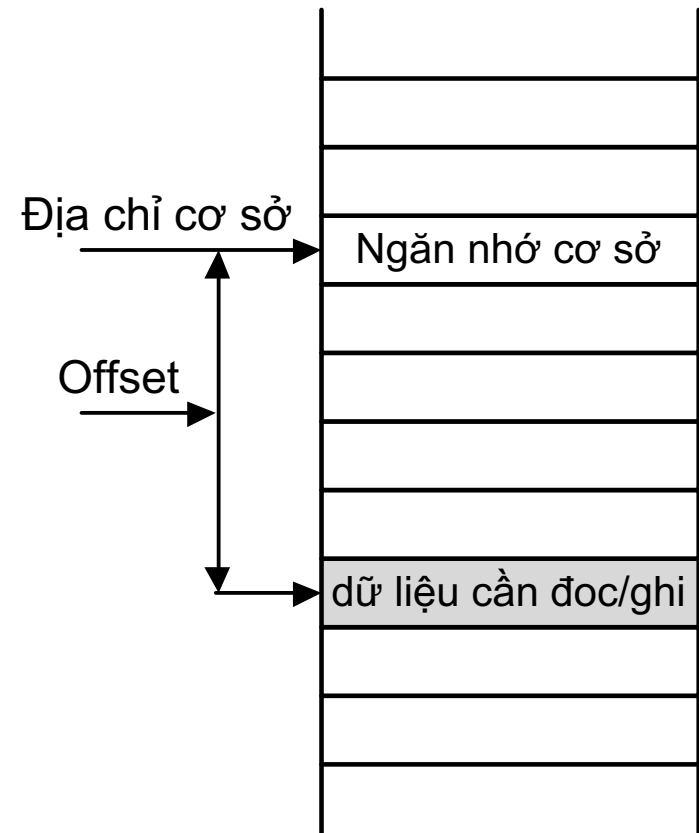 Địa chỉ cơ sở
Ngăn nhớ cơ sở
Offset
dữ liệu cần đoc/ghi